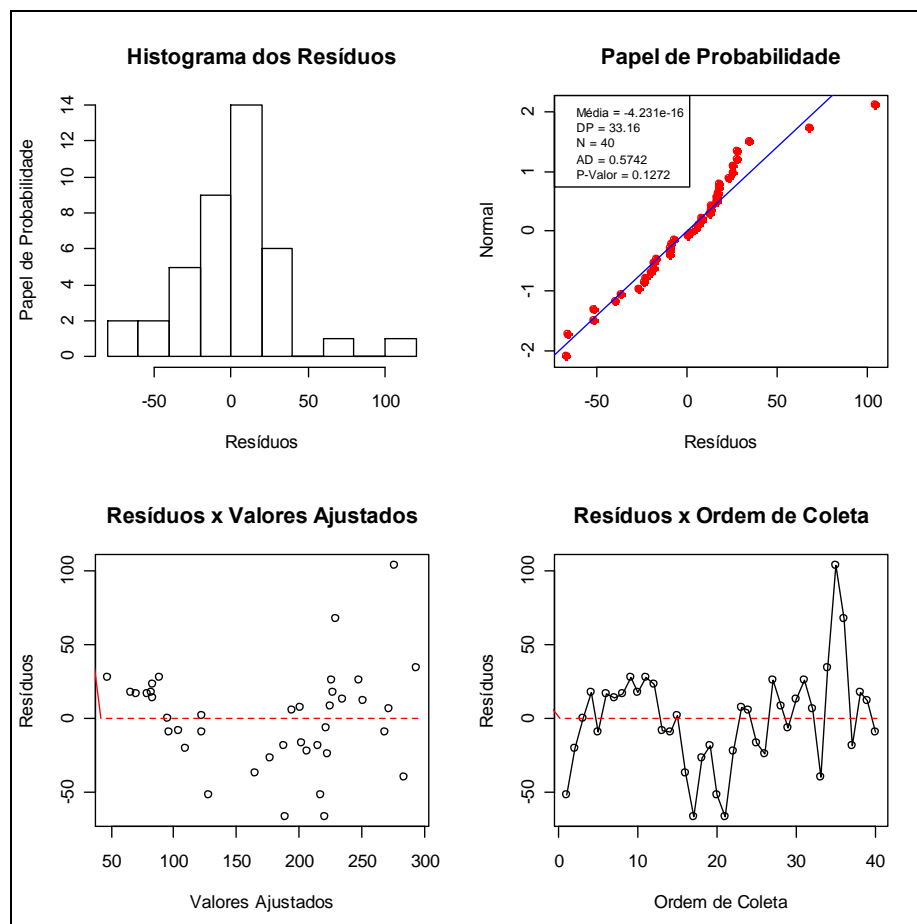 Histograma dos Resíduos
Papel de Probabilidade
0 2 4 6 8 10 12 14
-50 0 50 100
Resíduos
Papel de Probabilidade
Média = -4.231e-16
DP = 33.16
N = 40
AD = 0.5742
P-Valor = 0.1272
Normal
-2 -1 0 1 2
-50 0 50 100
Resíduos
Resíduos x Valores Ajustados
Resíduos
-50 0 50 100
50 100 150 200 250 300
Valores Ajustados
Resíduos x Ordem de Coleta
Resíduos
-50 0 50 100
0 10 20 30 40
Ordem de Coleta